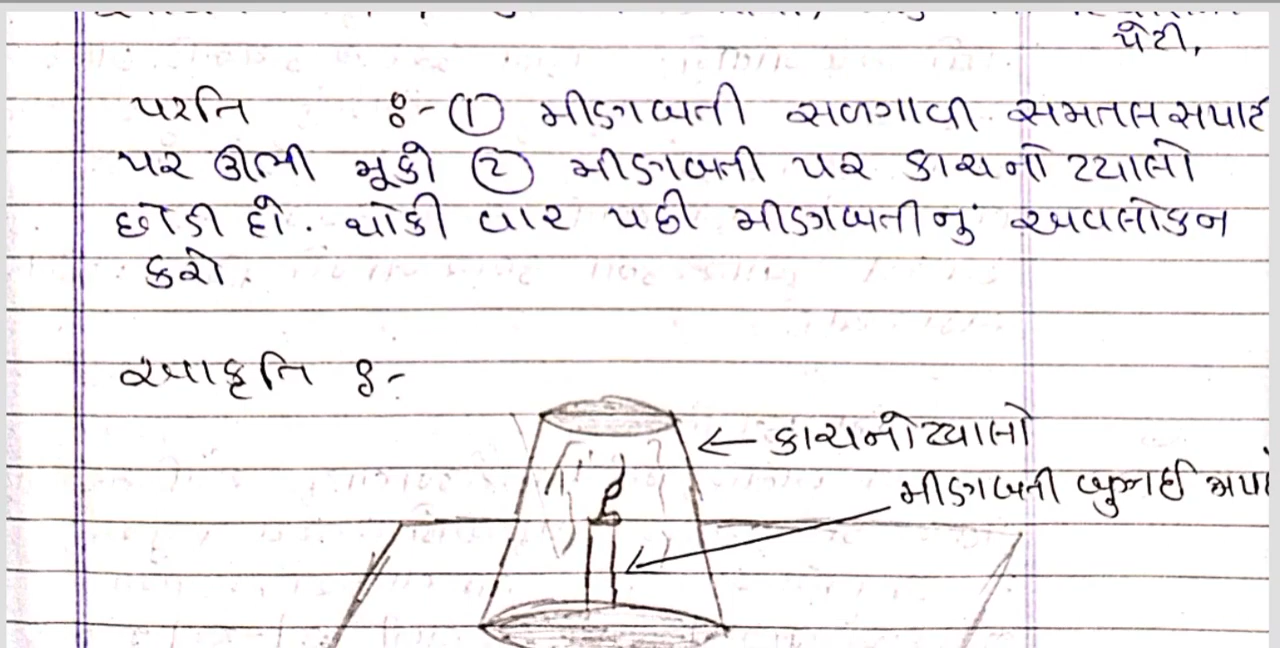 પેટી,
પધ્ધતિ :- ① મીણબત્તી સળગાવી સમતલ સપાટ
પર ઊભી મૂકો ② મીણબત્તી પર કાચનો પ્યાલો
છોડી દો. થોડી વાર પછી મીણબત્તીનું અવલોકન
કરો.
આકૃતિ :-
← કાચનો પ્યાલો
મીણબત્તી બુઝાઈ